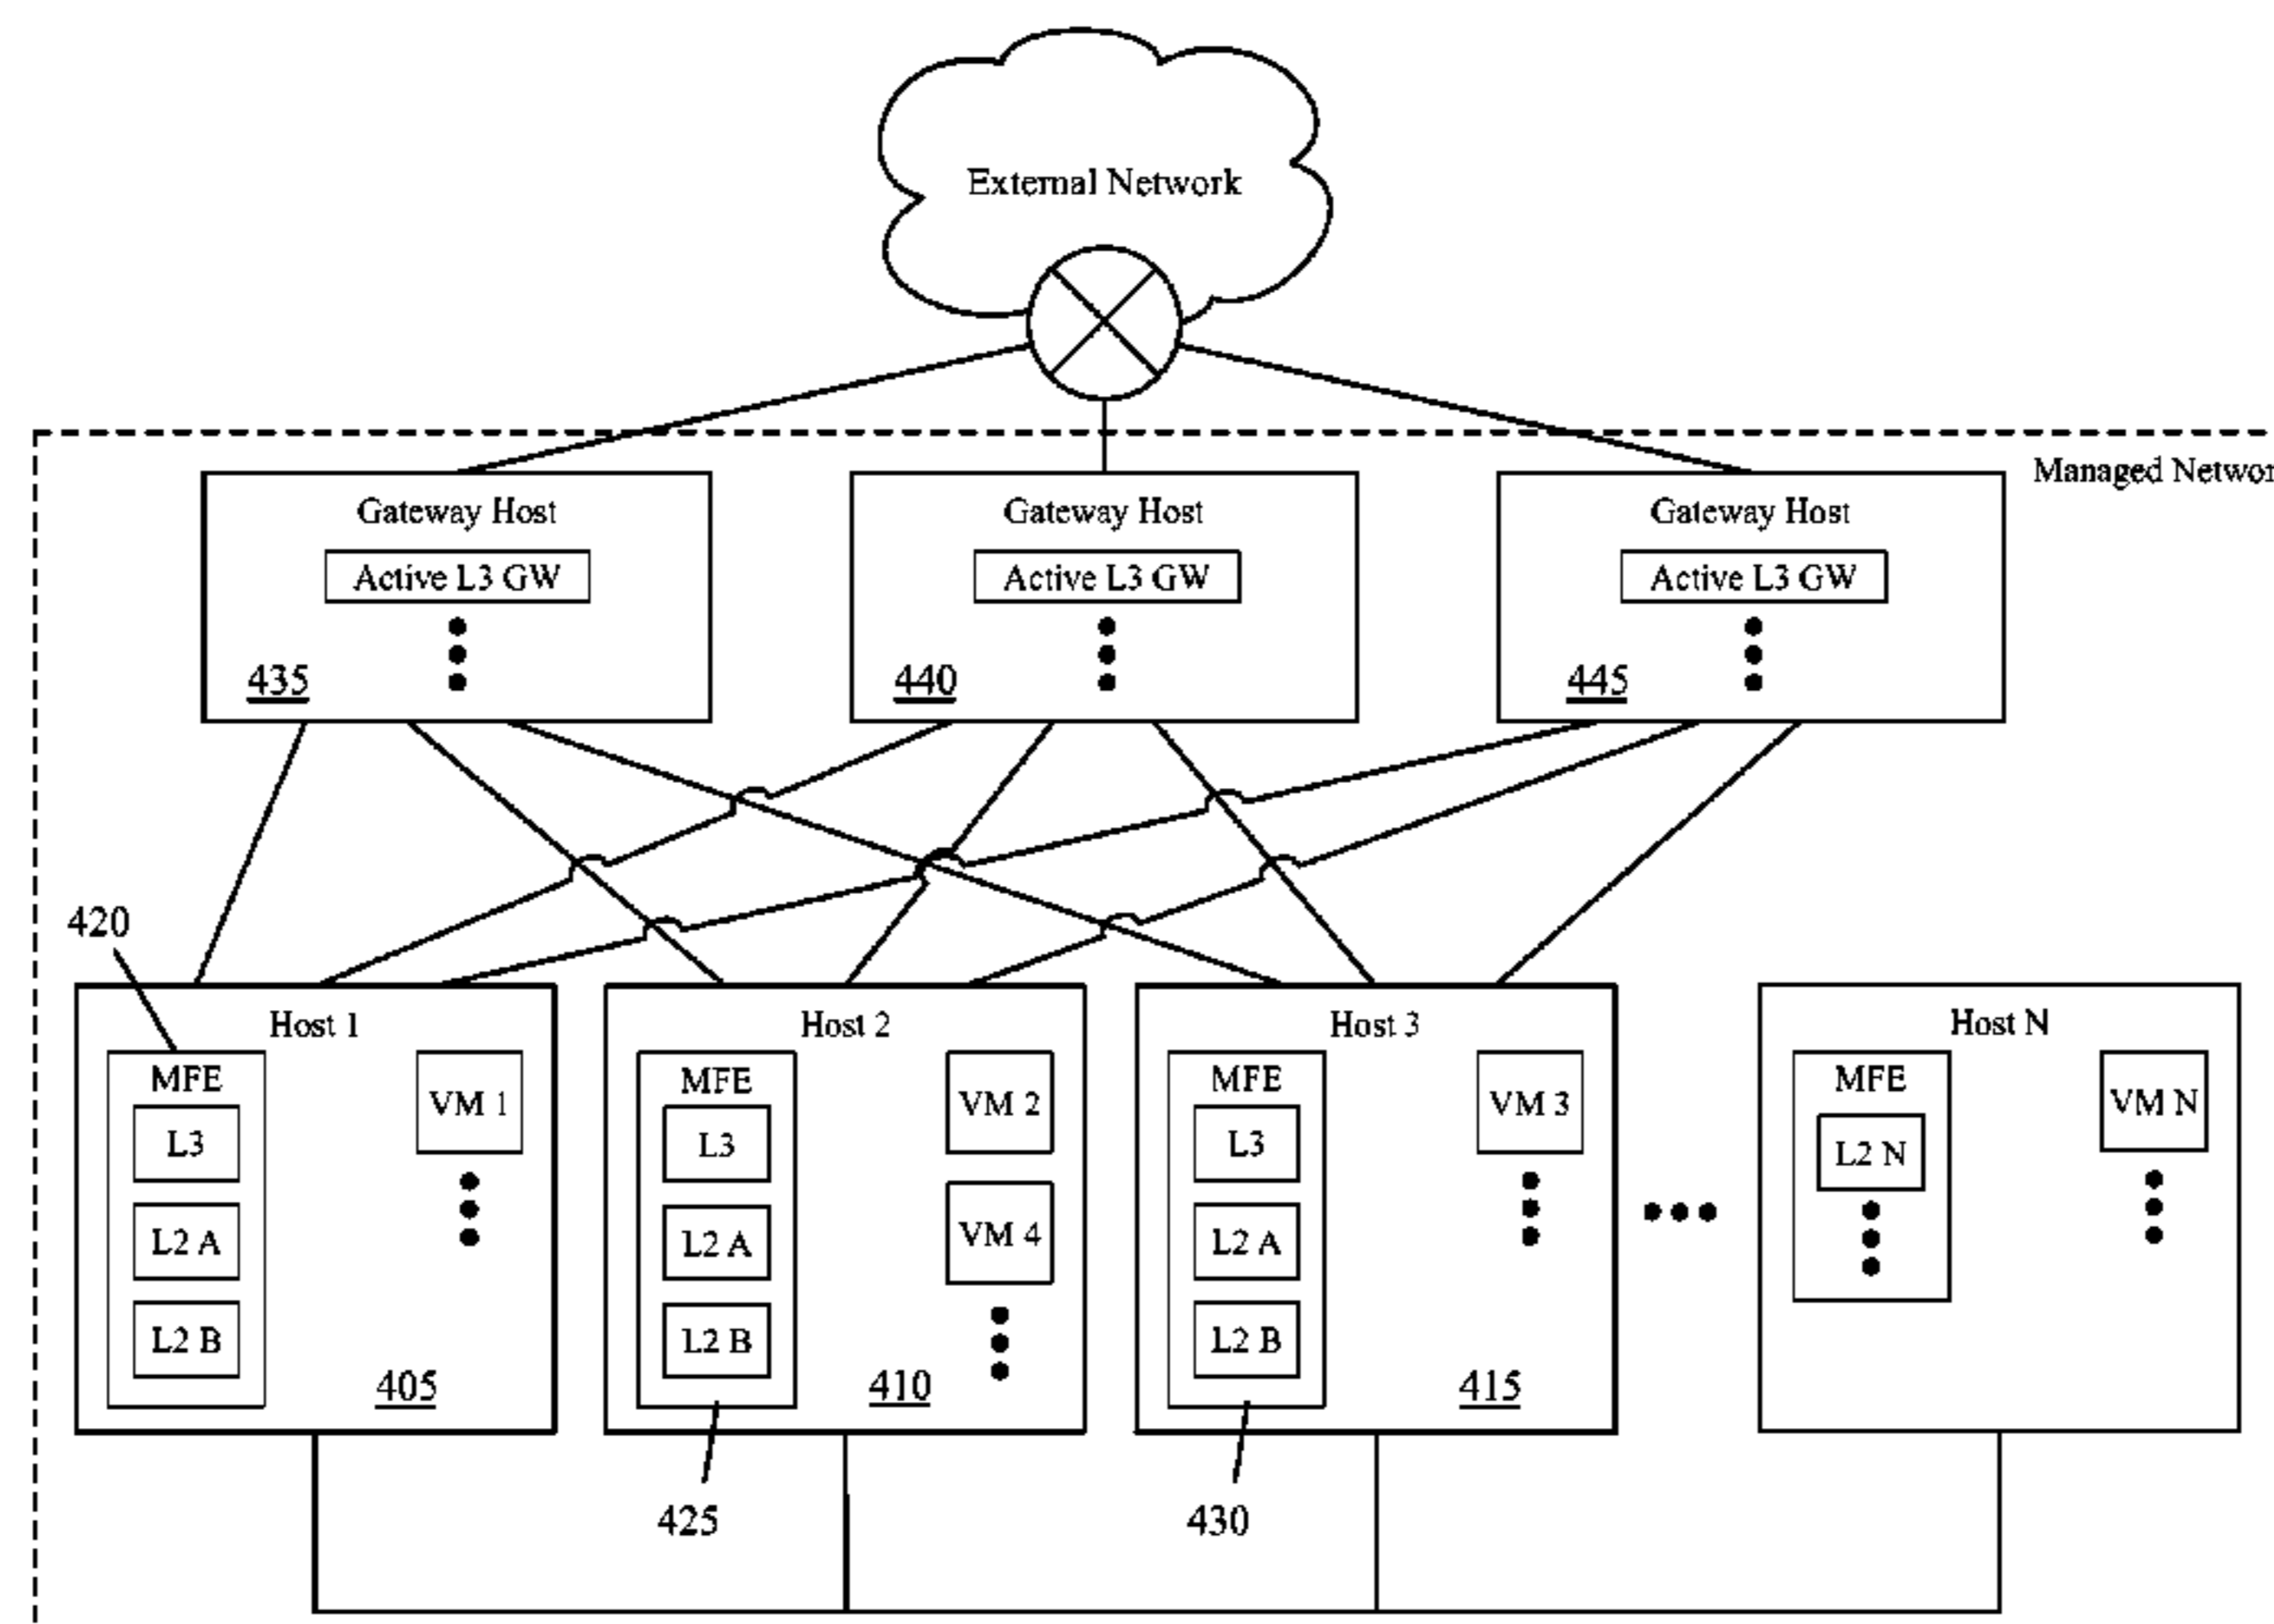 External Network
Managed Networ
Gateway Host
Active L3 GW
435
Gateway Host
Active L3 GW
440
Gateway Host
Active L3 GW
445
420
Host 1
MFE
L3
L2 A
L2 B
VM 1
405
Host 2
MFE
L3
L2 A
L2 B
VM 2
VM 4
410
425
Host 3
MFE
L3
L2 A
L2 B
VM 3
415
430
Host N
MFE
L2 N
VM N